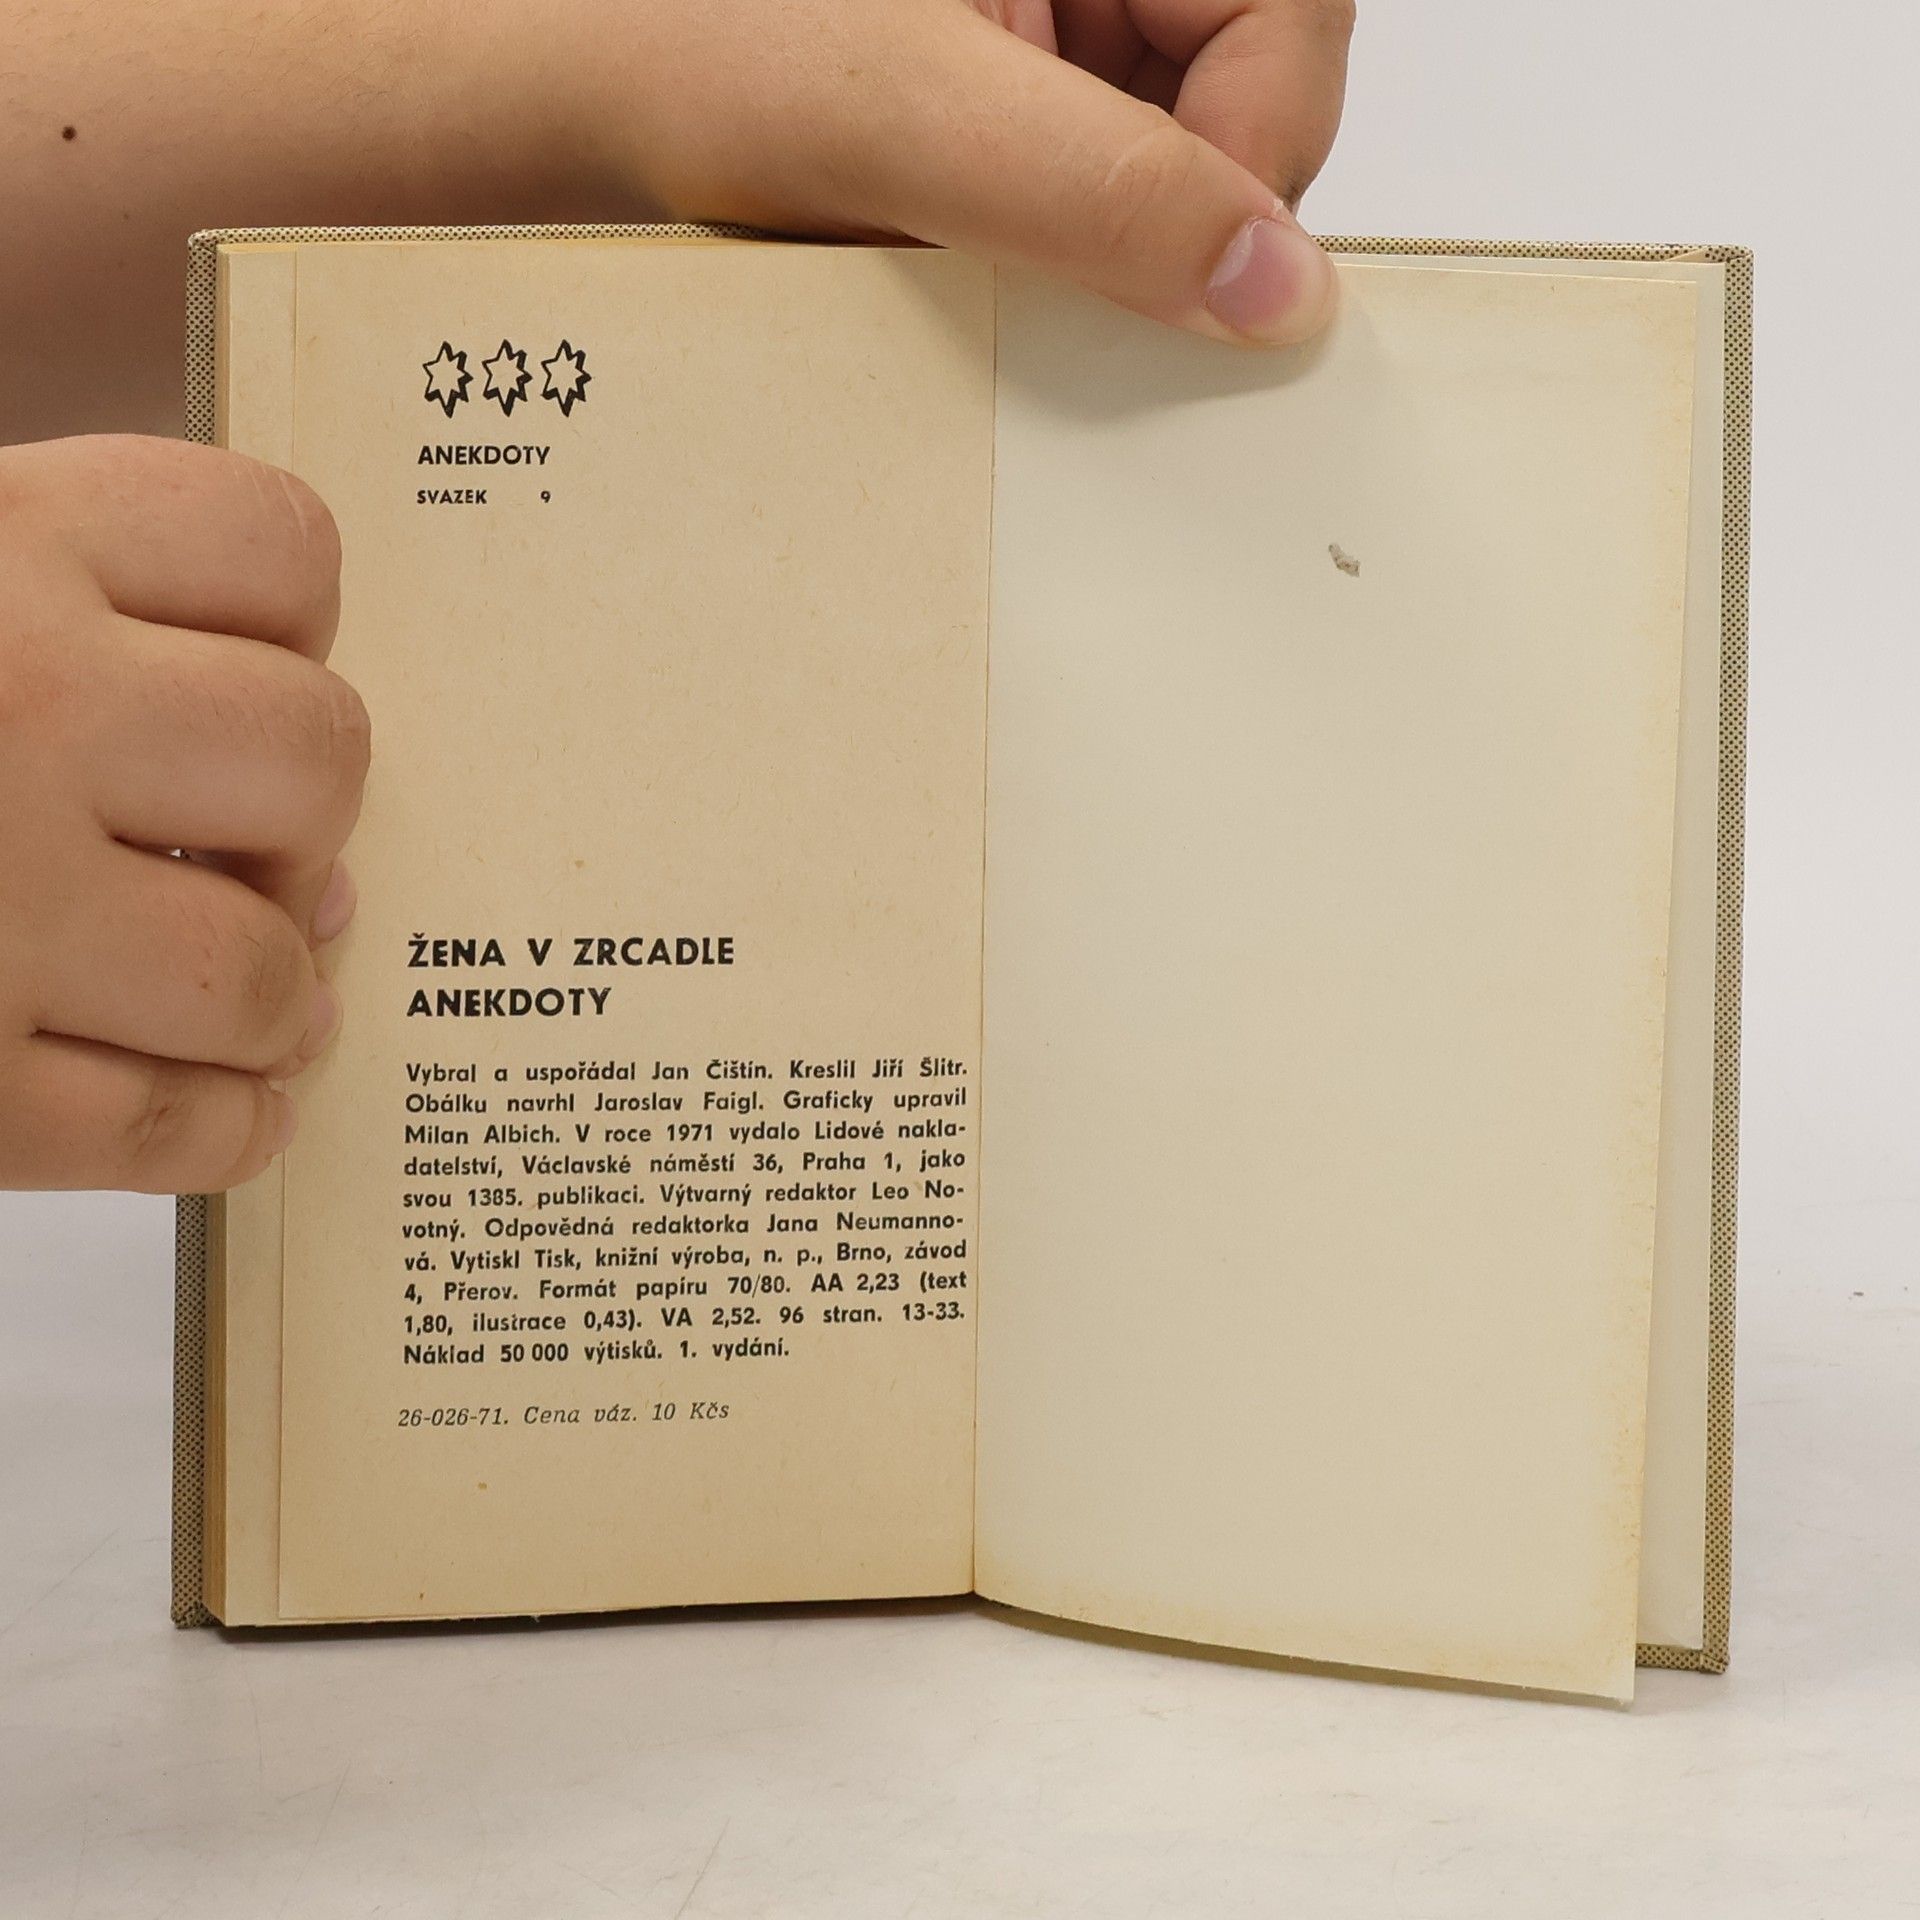 ANEKDOTY
SVAZEK 9
ŽENA V ZRCADLE
ANEKDOTY
Vybral a uspořádal Jan Čištín. Kreslil Jiří Šlitr.
Obálku navrhl Jaroslav Faigl. Graficky upravil
Milan Albich. V roce 1971 vydalo Lidové nakla-
datelství, Václavské náměstí 36, Praha 1, jako
svou 1385. publikaci. Výtvarný redaktor Leo No-
votný. Odpovědná redaktorka Jana Neumanno-
vá. Vytiskl Tisk, knižní výroba, n. p., Brno, závod
4, Přerov. Formát papíru 70/80. AA 2,23 (text
1,80, ilustrace 0,43). VA 2,52. 96 stran. 13-33.
Náklad 50 000 výtisků. 1. vydání.
26-026-71. Cena váz. 10 Kčs